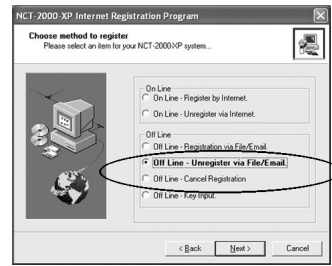 NCT-2000-XP Internet Registration Program
Choose method to register
Please select an item for your NCT-2000-XP system...
On Line
On Line - Register by Internet.
On Line - Unregister via Internet.
Off Line
Off Line - Registration via File/Email.
Off Line - Unregister via File/Email.
Off Line - Cancel Registration
Off Line - Key Input.
< Back
Next >
Cancel